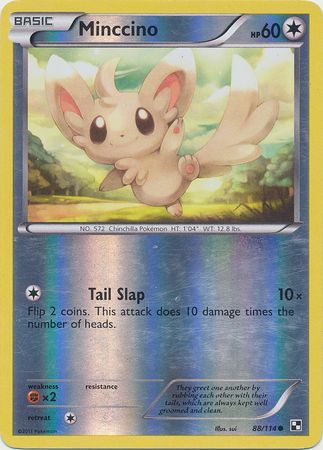 BASIC
Minccino
HP60
NO. 572 Chinchilla Pokémon HT: 1'04" WT: 12.8 lbs.
Tail Slap 10×
Flip 2 coins. This attack does 10 damage times the
number of heads.
weakness
×2
resistance
retreat
They greet one another by
rubbing each other with their
tails, which are always kept well
groomed and clean.
©2011 Pokémon
Illus. sui
88/114